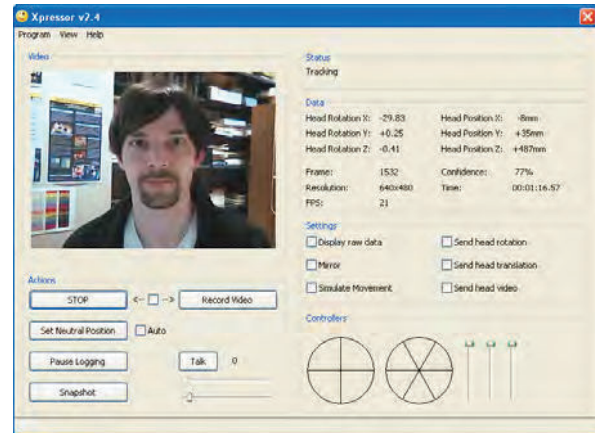 Xpressor v2.4
Program View Help
Video
Status
Tracking
Data
Head Rotation X: -29.83 Head Position X: -8mm
Head Rotation Y: +0.25 Head Position Y: +35mm
Head Rotation Z: -0.41 Head Position Z: +487mm
Frame: 1532 Confidence: 77%
Resolution: 640x480 Time: 00:01:16.57
FPS: 21
Settings
Display raw data Send head rotation
Mirror Send head translation
Simulate Movement Send head video
Actions
STOP <-- --> Record Video
Set Neutral Position Auto
Pause Logging Talk 0
Snapshot
Controllers